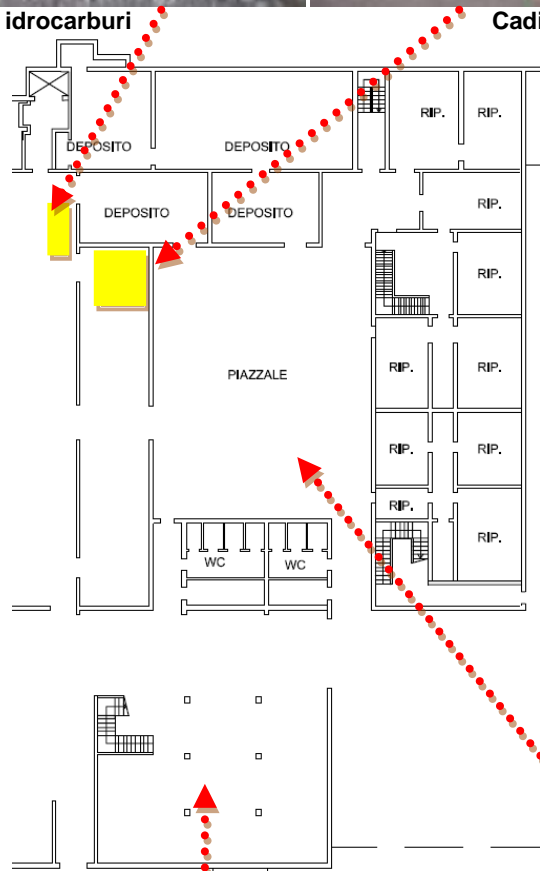 idrocarburi
Cadi
RIP.
RIP.
DEPOSITO
DEPOSITO
RIP.
DEPOSITO
DEPOSITO
RIP.
PIAZZALE
RIP.
RIP.
RIP.
RIP.
RIP.
RIP.
WC
WC